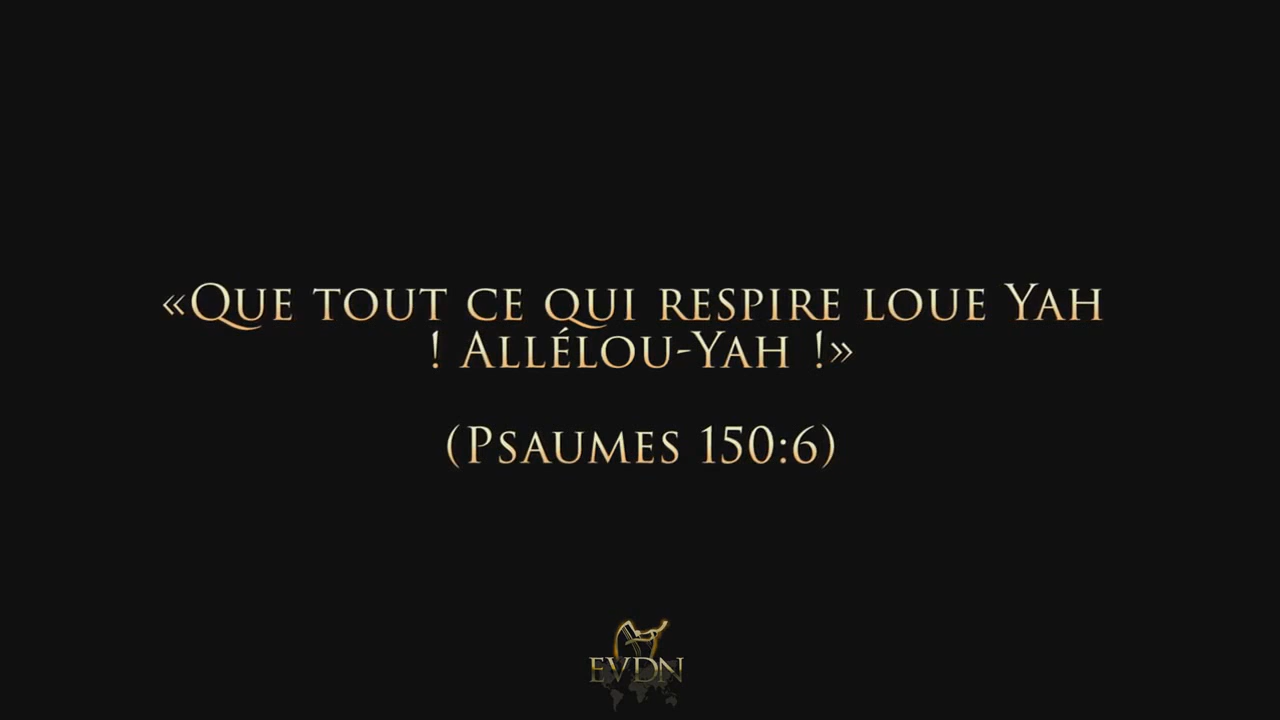 «Que tout ce qui respire loue Yah
! Allélou-Yah !»
(Psaumes 150:6)
EVDN